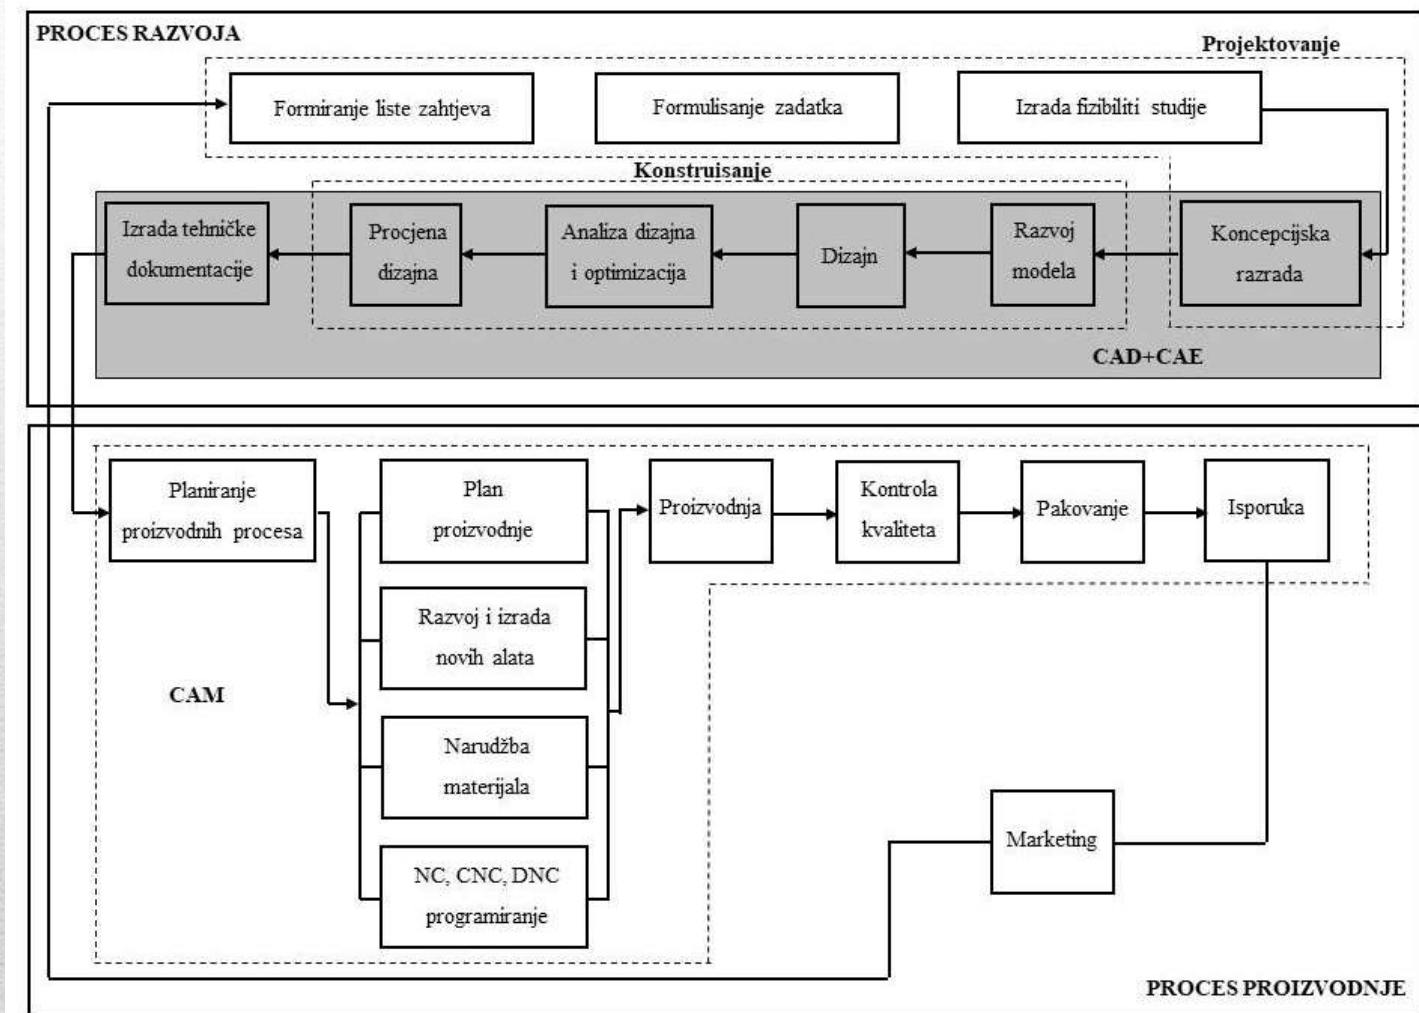 PROCES RAZVOJA
Projektovanje
Formiranje liste zahtjeva
Formulisanje zadatka
Izrada fizibiliti studije
Konstruisanje
Izrada tehničke
dokumentacije
Procjena
dizajna
Analiza dizajna
i optimizacija
Dizajn
Razvoj
modela
Koncepcijska
razrada
CAD+CAE
Planiranje
proizvodnih procesa
Plan
proizvodnje
Proizvodnja
Kontrola
kvaliteta
Pakovanje
Isporuka
Razvoj i izrada
novih alata
CAM
Narudžba
materijala
Marketing
NC, CNC, DNC
programiranje
PROCES PROIZVODNJE